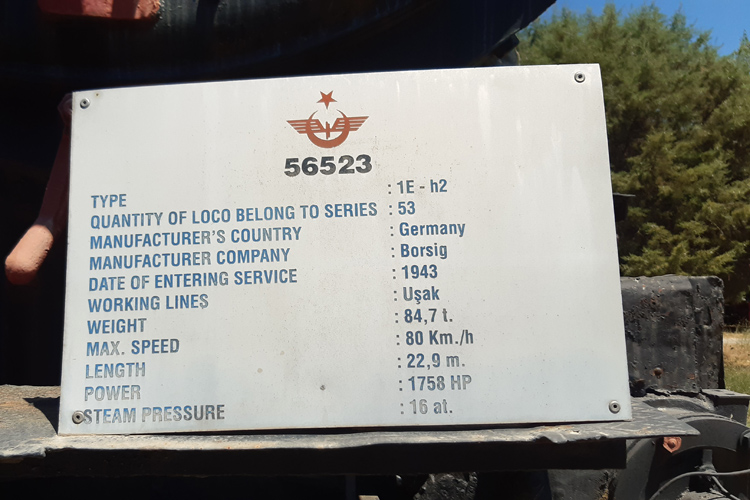 56523
TYPE : 1E - h2
QUANTITY OF LOCO BELONG TO SERIES : 53
MANUFACTURER'S COUNTRY : Germany
MANUFACTURER COMPANY : Borsig
DATE OF ENTERING SERVICE : 1943
WORKING LINES : Uşak
WEIGHT : 84,7 t.
MAX. SPEED : 80 Km./h
LENGTH : 22,9 m.
POWER : 1758 HP
STEAM PRESSURE : 16 at.